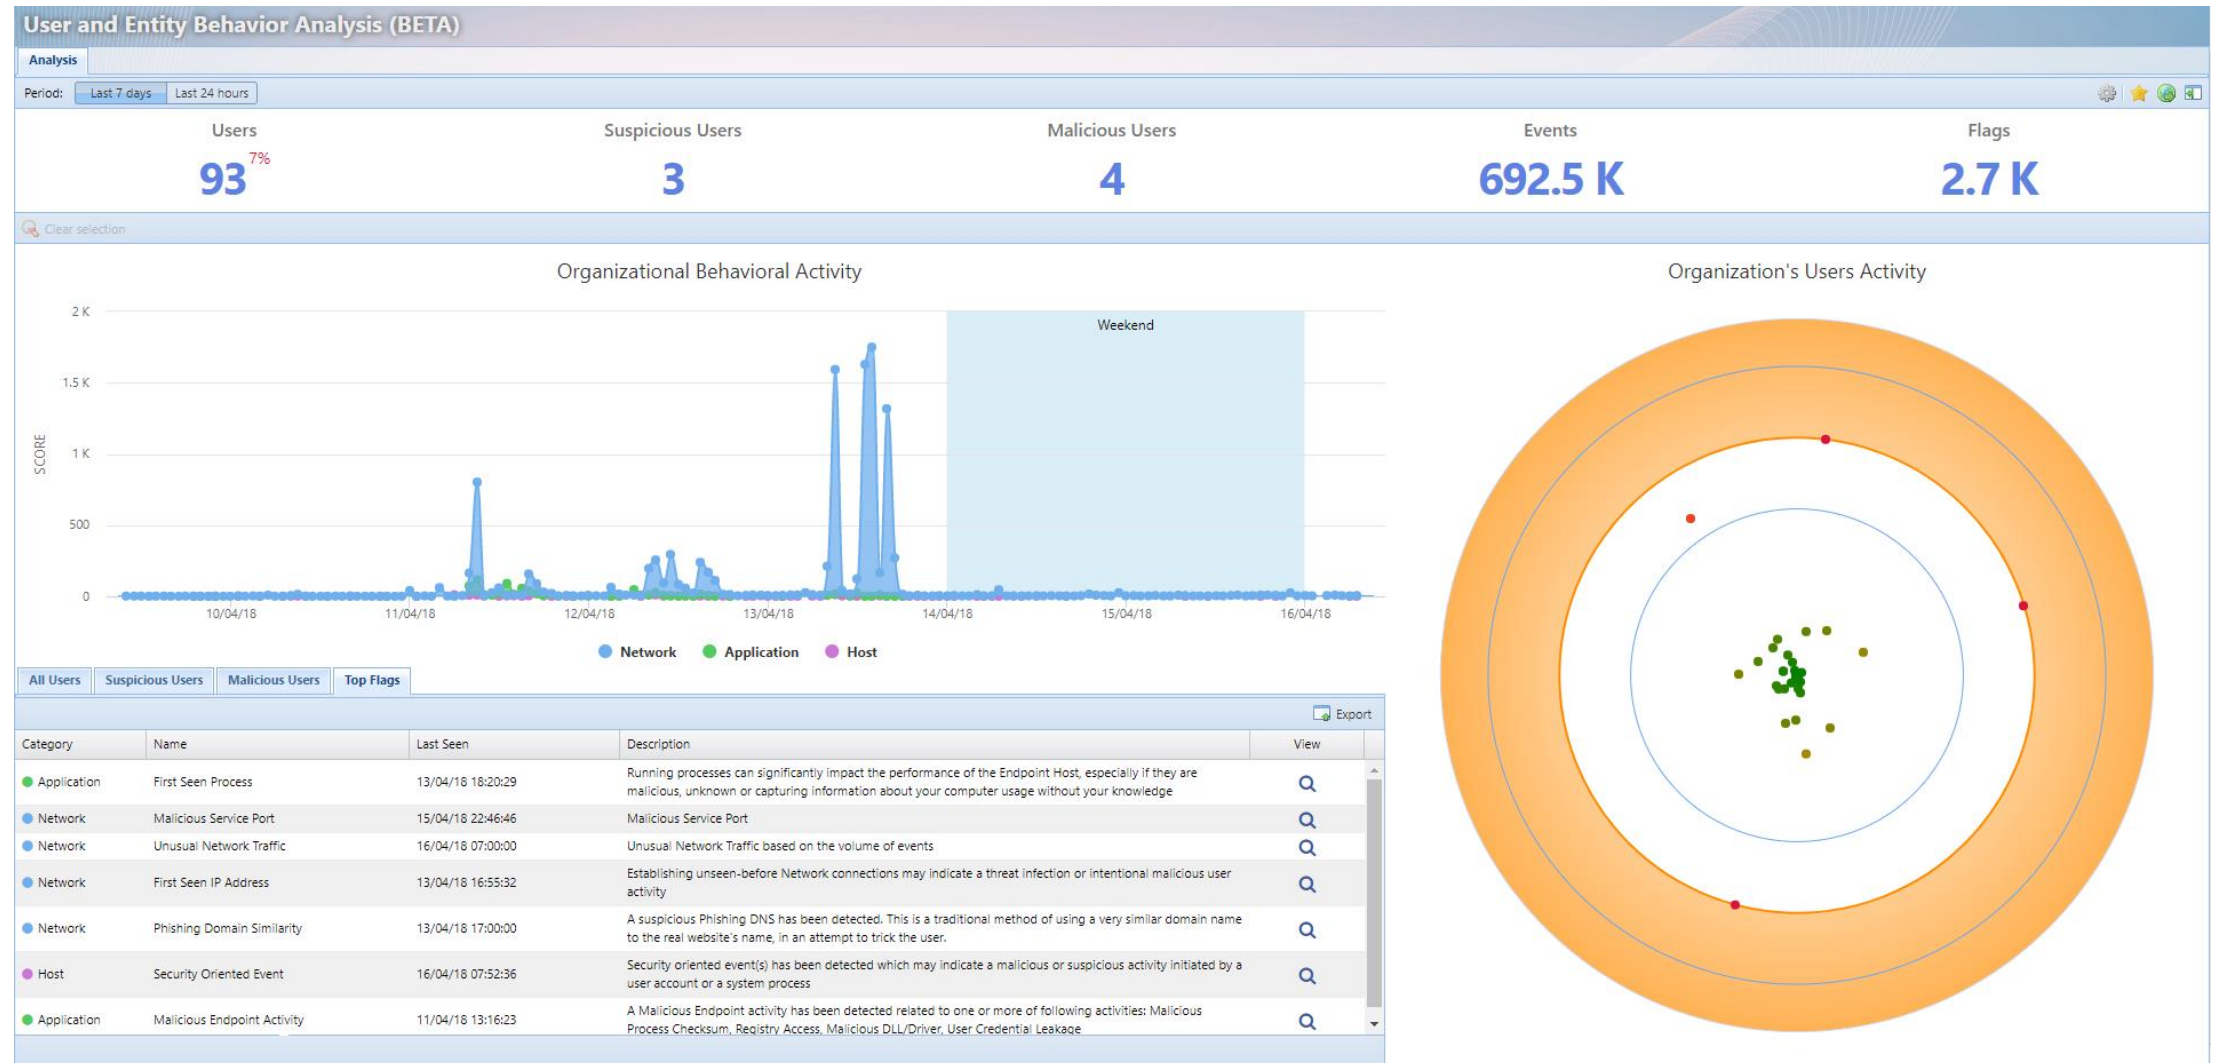 User and Entity Behavior Analysis (BETA)
Analysis
Period: Last 7 days Last 24 hours
Users Suspicious Users Malicious Users Events Flags
93 7% 3 4 692.5 K 2.7 K
Clear selection
Organizational Behavioral Activity
Organization's Users Activity
Weekend
2 K
1.5 K
1 K
500
0
SCORE
10/04/18 11/04/18 12/04/18 13/04/18 14/04/18 15/04/18 16/04/18
Network Application Host
All Users Suspicious Users Malicious Users Top Flags
Export
Category Name Last Seen Description View
Application First Seen Process 13/04/18 18:20:29 Running processes can significantly impact the performance of the Endpoint Host, especially if they are
malicious, unknown or capturing information about your computer usage without your knowledge
Network Malicious Service Port 15/04/18 22:46:46 Malicious Service Port
Network Unusual Network Traffic 16/04/18 07:00:00 Unusual Network Traffic based on the volume of events
Network First Seen IP Address 13/04/18 16:55:32 Establishing unseen-before Network connections may indicate a threat infection or intentional malicious user
activity
Network Phishing Domain Similarity 13/04/18 17:00:00 A suspicious Phishing DNS has been detected. This is a traditional method of using a very similar domain name
to the real website's name, in an attempt to trick the user.
Host Security Oriented Event 16/04/18 07:52:36 Security oriented event(s) has been detected which may indicate a malicious or suspicious activity initiated by a
user account or a system process
Application Malicious Endpoint Activity 11/04/18 13:16:23 A Malicious Endpoint activity has been detected related to one or more of following activities: Malicious
Process Checksum, Registry Access, Malicious DLL/Driver, User Credential Leakage